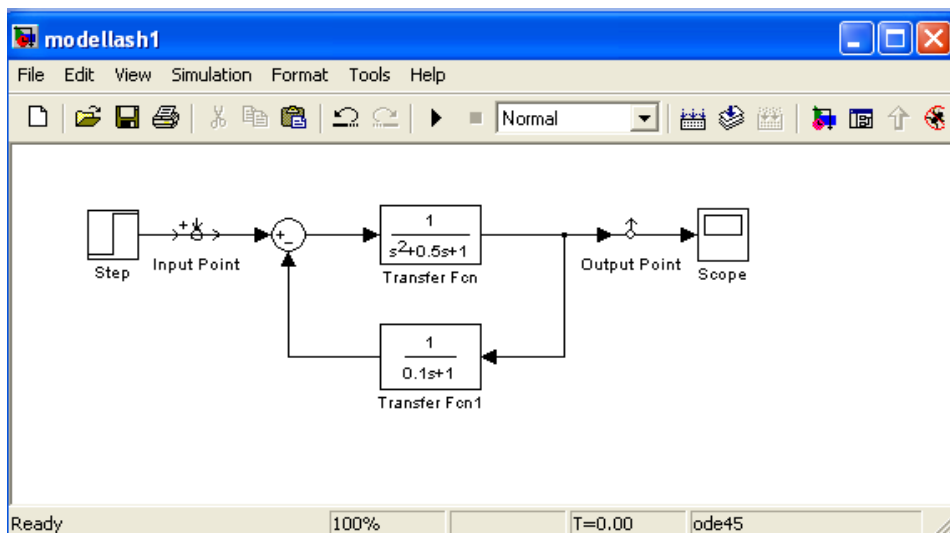 modellash1
File Edit View Simulation Format Tools Help
Normal
+
+
-
1
s²+0.5s+1
Step
Input Point
Transfer Fcn
Output Point
Scope
1
0.1s+1
Transfer Fcn1
Ready 100% T=0.00 ode45